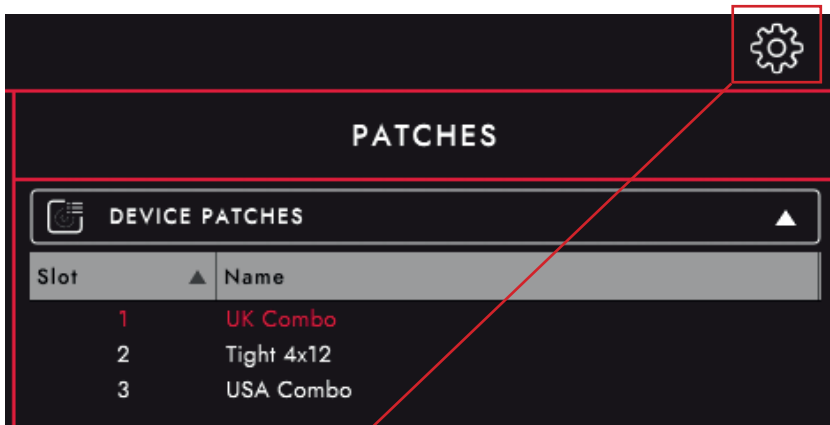 PATCHES
DEVICE PATCHES
Slot Name
1 UK Combo
2 Tight 4x12
3 USA Combo